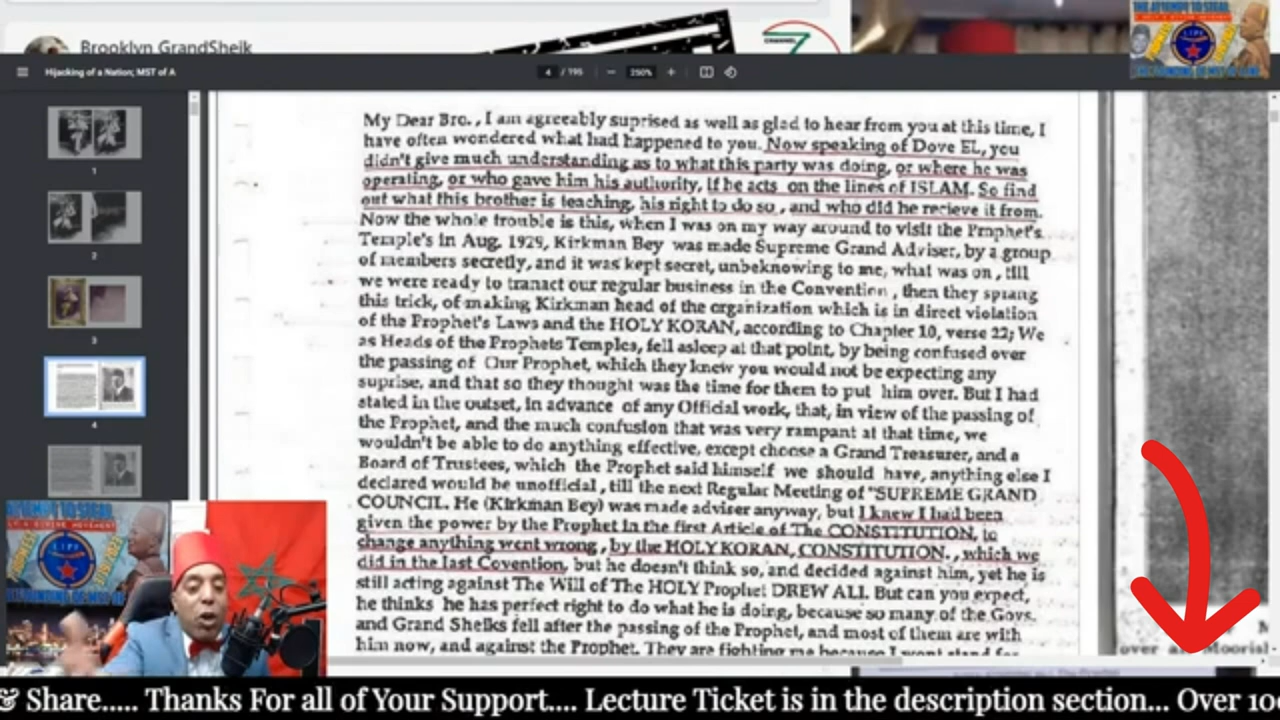 THE ATTEMPT TO STEAL
Brooklyn GrandSheik
CHANNEL
7
Hijacking of a Nation; MST of A
4 / 195
250%
My Dear Bro. , I am agreeably suprised as well as glad to hear from you at this time, I
have often wondered what had happened to you. Now speaking of Dove EL, you
didn't give much understanding as to what this party was doing, or where he was
operating, or who gave him his authority, if he acts on the lines of ISLAM. So find
out what this brother is teaching, his right to do so , and who did he recieve it from.
Now the whole trouble is this, when I was on my way around to visit the Prophet's
Temple's in Aug. 1929, Kirkman Bey was made Supreme Grand Adviser, by a group
of members secretly, and it was kept secret, unbeknowing to me, what was on , till
we were ready to tranact our regular business in the Convention , then they sprang
this trick, of making Kirkman head of the organization which is in direct violation
of the Prophet's Laws and the HOLY KORAN, according to Chapter 10, verse 22; We
as Heads of the Prophets Temples, fell asleep at that point, by being confused over
the passing of Our Prophet, which they knew you would not be expecting any
suprise, and that so they thought was the time for them to put him over. But I had
stated in the outset, in advance of any Official work, that, in view of the passing of
the Prophet, and the much confusion that was very rampant at that time, we
wouldn't be able to do anything effective, except choose a Grand Treasurer, and a
Board of Trustees, which the Prophet said himself we should have, anything else I
declared would be unofficial , till the next Regular Meeting of "SUPREME GRAND
COUNCIL. He (Kirkman Bey) was made adviser anyway, but I knew I had been
given the power by the Prophet in the first Article of The CONSTITUTION, to
change anything went wrong , by the HOLY KORAN, CONSTITUTION. , which we
did in the last Covention, but he doesn't think so, and decided against him, yet he is
still acting against The Will of The HOLY Prophet DREW ALI. But can you expect,
he thinks he has perfect right to do what he is doing, because so many of the Govs.
and Grand Sheiks fell after the passing of the Prophet, and most of them are with
him now, and against the Prophet. They are fighting me because I wont stand for
1
2
3
4
ATTEMPT TO STEAL
over all Moorish
& Share..... Thanks For all of Your Support.... Lecture Ticket is in the description section... Over 10